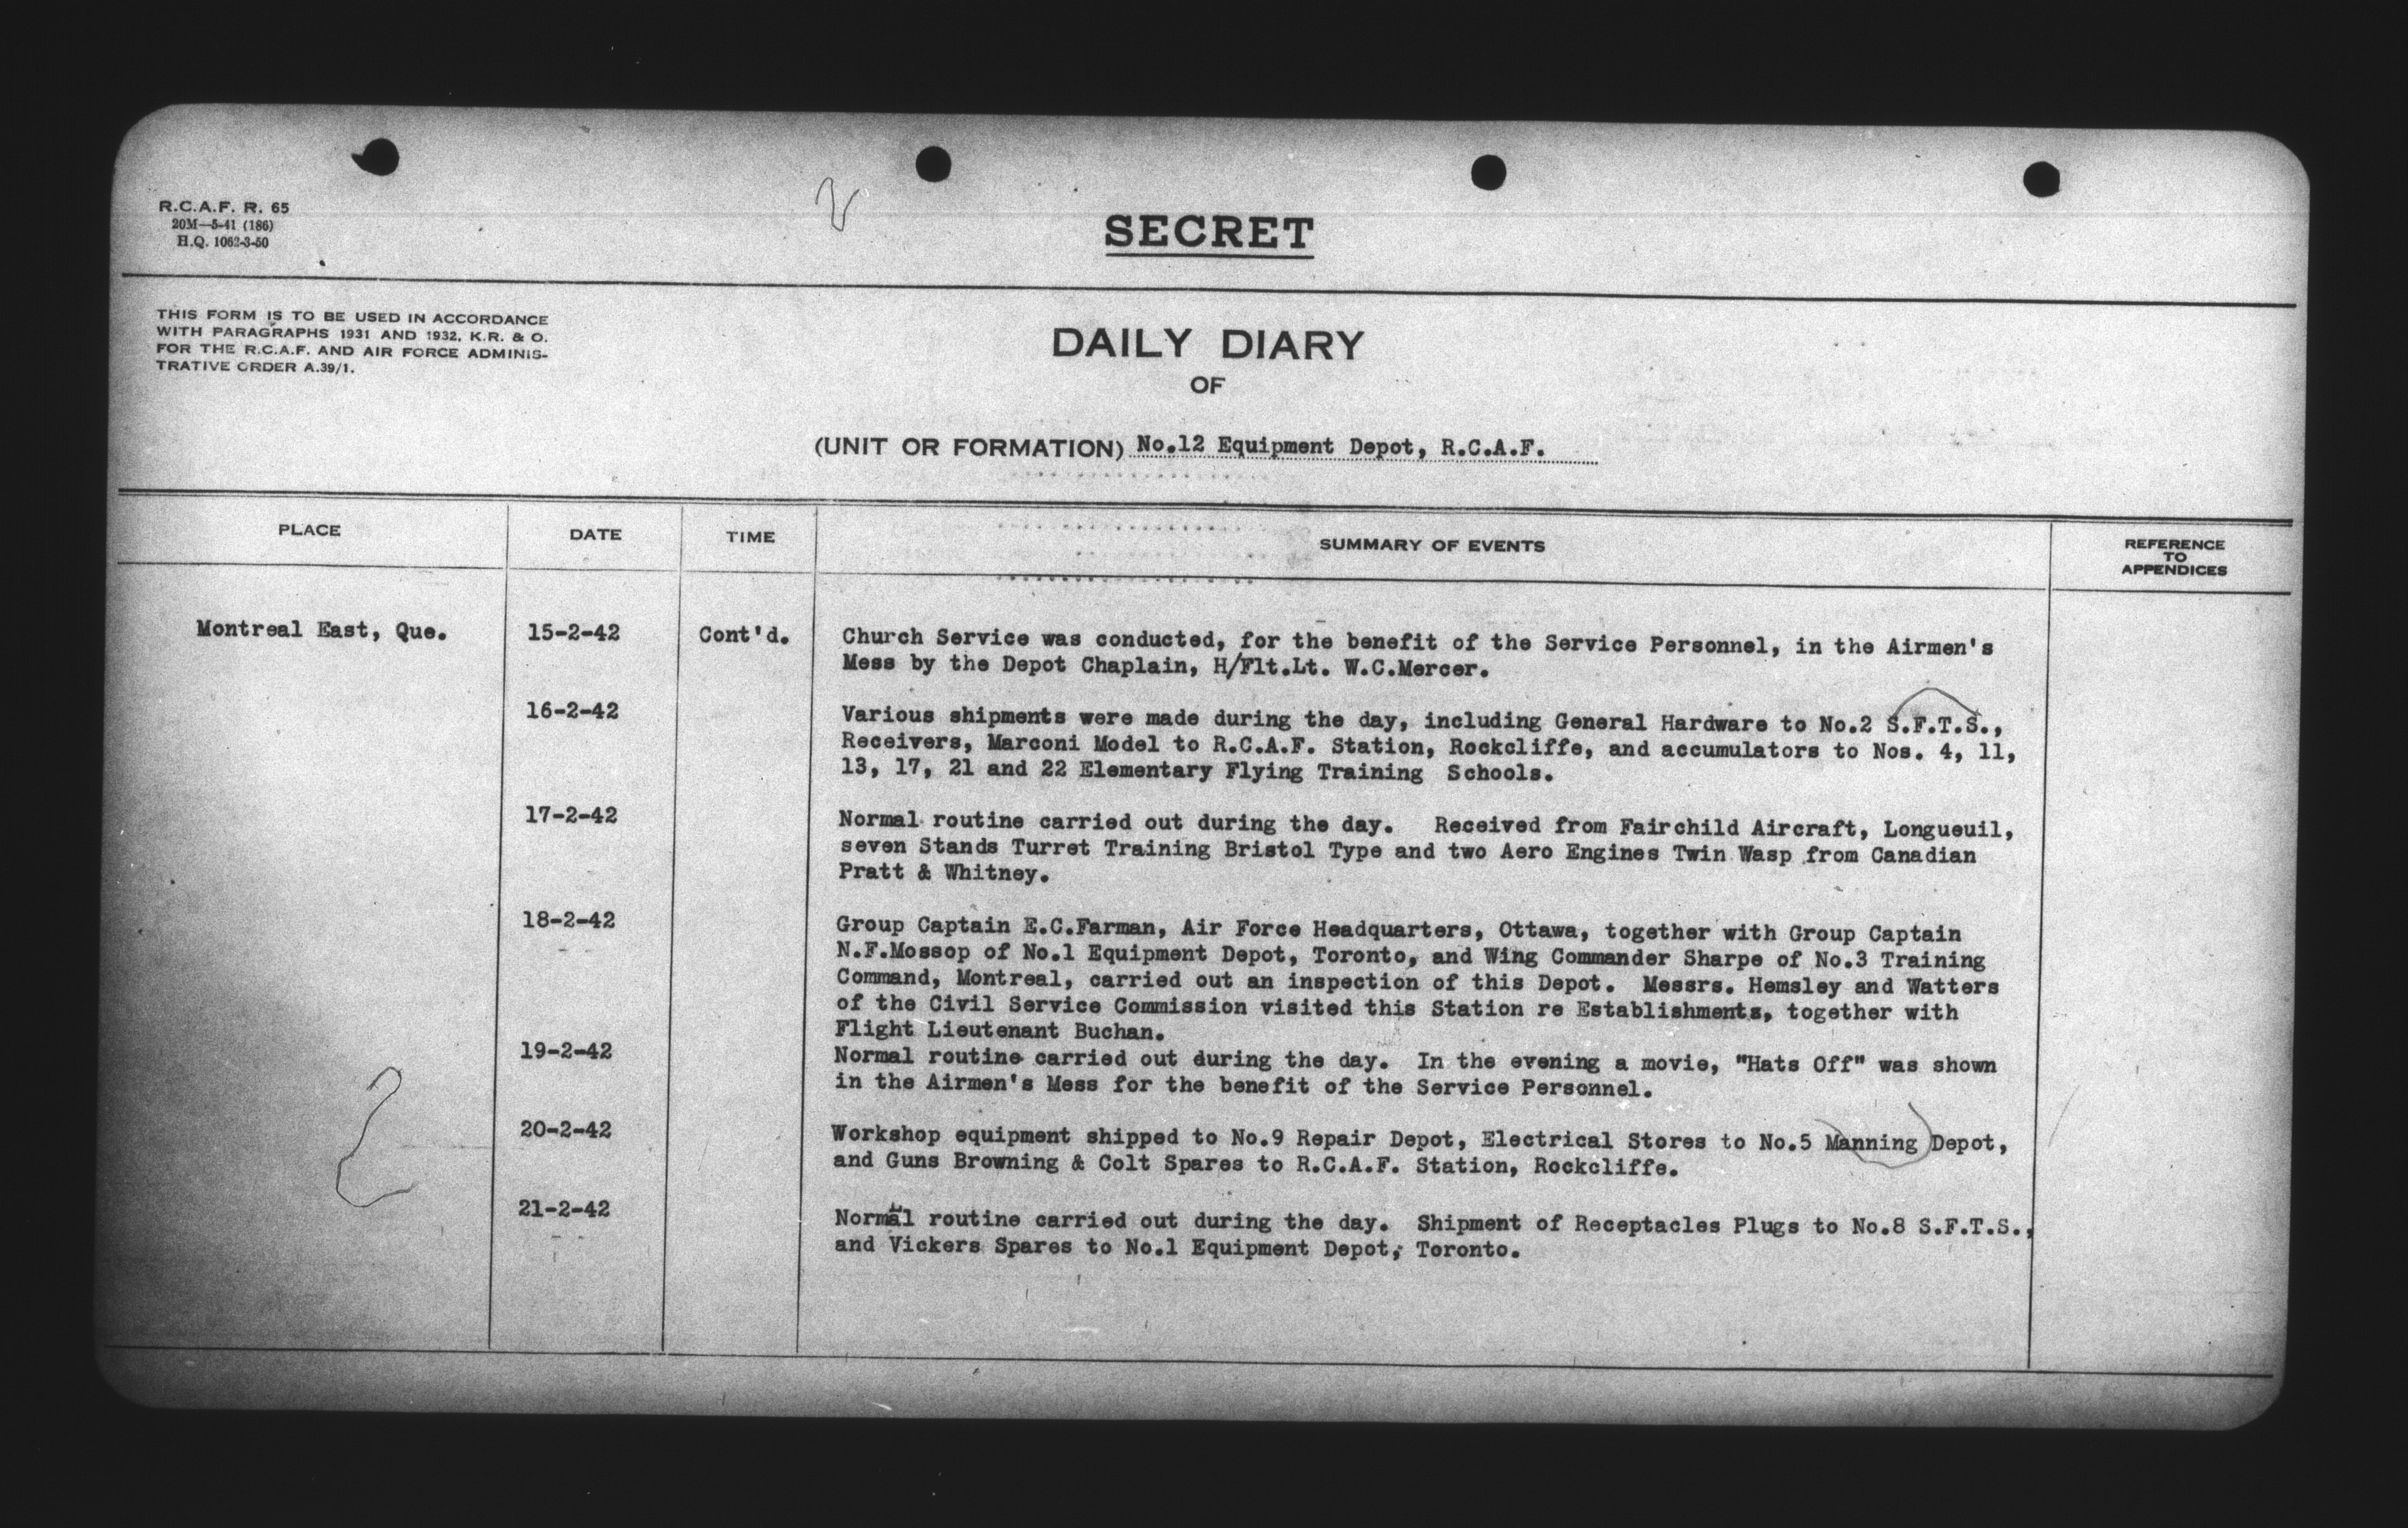 R.C.A.F. R. 65
20M—5-41 (186)
H.Q. 1062-3-50
SECRET
THIS FORM IS TO BE USED IN ACCORDANCE
WITH PARAGRAPHS 1931 AND 1932, K.R. & O.
FOR THE R.C.A.F. AND AIR FORCE ADMINIS-
TRATIVE ORDER A.39/1.
DAILY DIARY
OF
(UNIT OR FORMATION) No.12 Equipment Depot, R.C.A.F.
PLACE DATE TIME SUMMARY OF EVENTS REFERENCE
TO
APPENDICES
Montreal East, Que. 15-2-42 Cont'd. Church Service was conducted, for the benefit of the Service Personnel, in the Airmen's
Mess by the Depot Chaplain, H/Flt.Lt. W.C.Mercer.
16-2-42 Various shipments were made during the day, including General Hardware to No.2 S.F.T.S.,
Receivers, Marconi Model to R.C.A.F. Station, Rockcliffe, and accumulators to Nos. 4, 11,
13, 17, 21 and 22 Elementary Flying Training Schools.
17-2-42 Normal routine carried out during the day. Received from Fairchild Aircraft, Longueuil,
seven Stands Turret Training Bristol Type and two Aero Engines Twin Wasp from Canadian
Pratt & Whitney.
18-2-42 Group Captain E.C.Farman, Air Force Headquarters, Ottawa, together with Group Captain
N.F.Mossop of No.1 Equipment Depot, Toronto, and Wing Commander Sharpe of No.3 Training
Command, Montreal, carried out an inspection of this Depot. Messrs. Hemsley and Watters
of the Civil Service Commission visited this Station re Establishments, together with
Flight Lieutenant Buchan.
19-2-42 Normal routine carried out during the day. In the evening a movie, "Hats Off" was shown
in the Airmen's Mess for the benefit of the Service Personnel.
20-2-42 Workshop equipment shipped to No.9 Repair Depot, Electrical Stores to No.5 Manning Depot,
and Guns Browning & Colt Spares to R.C.A.F. Station, Rockcliffe.
21-2-42 Normal routine carried out during the day. Shipment of Receptacles Plugs to No.8 S.F.T.S.,
and Vickers Spares to No.1 Equipment Depot, Toronto.